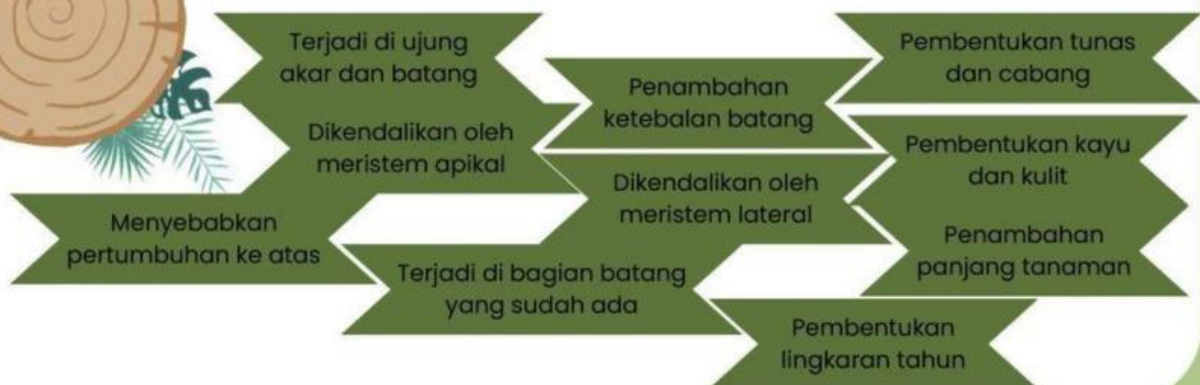 Terjadi di ujung
akar dan batang
Dikendalikan oleh
meristem apikal
Menyebabkan
pertumbuhan ke atas
Penambahan
ketebalan batang
Dikendalikan oleh
meristem lateral
Terjadi di bagian batang
yang sudah ada
Pembentukan tunas
dan cabang
Pembentukan kayu
dan kulit
Penambahan
panjang tanaman
Pembentukan
lingkaran tahun